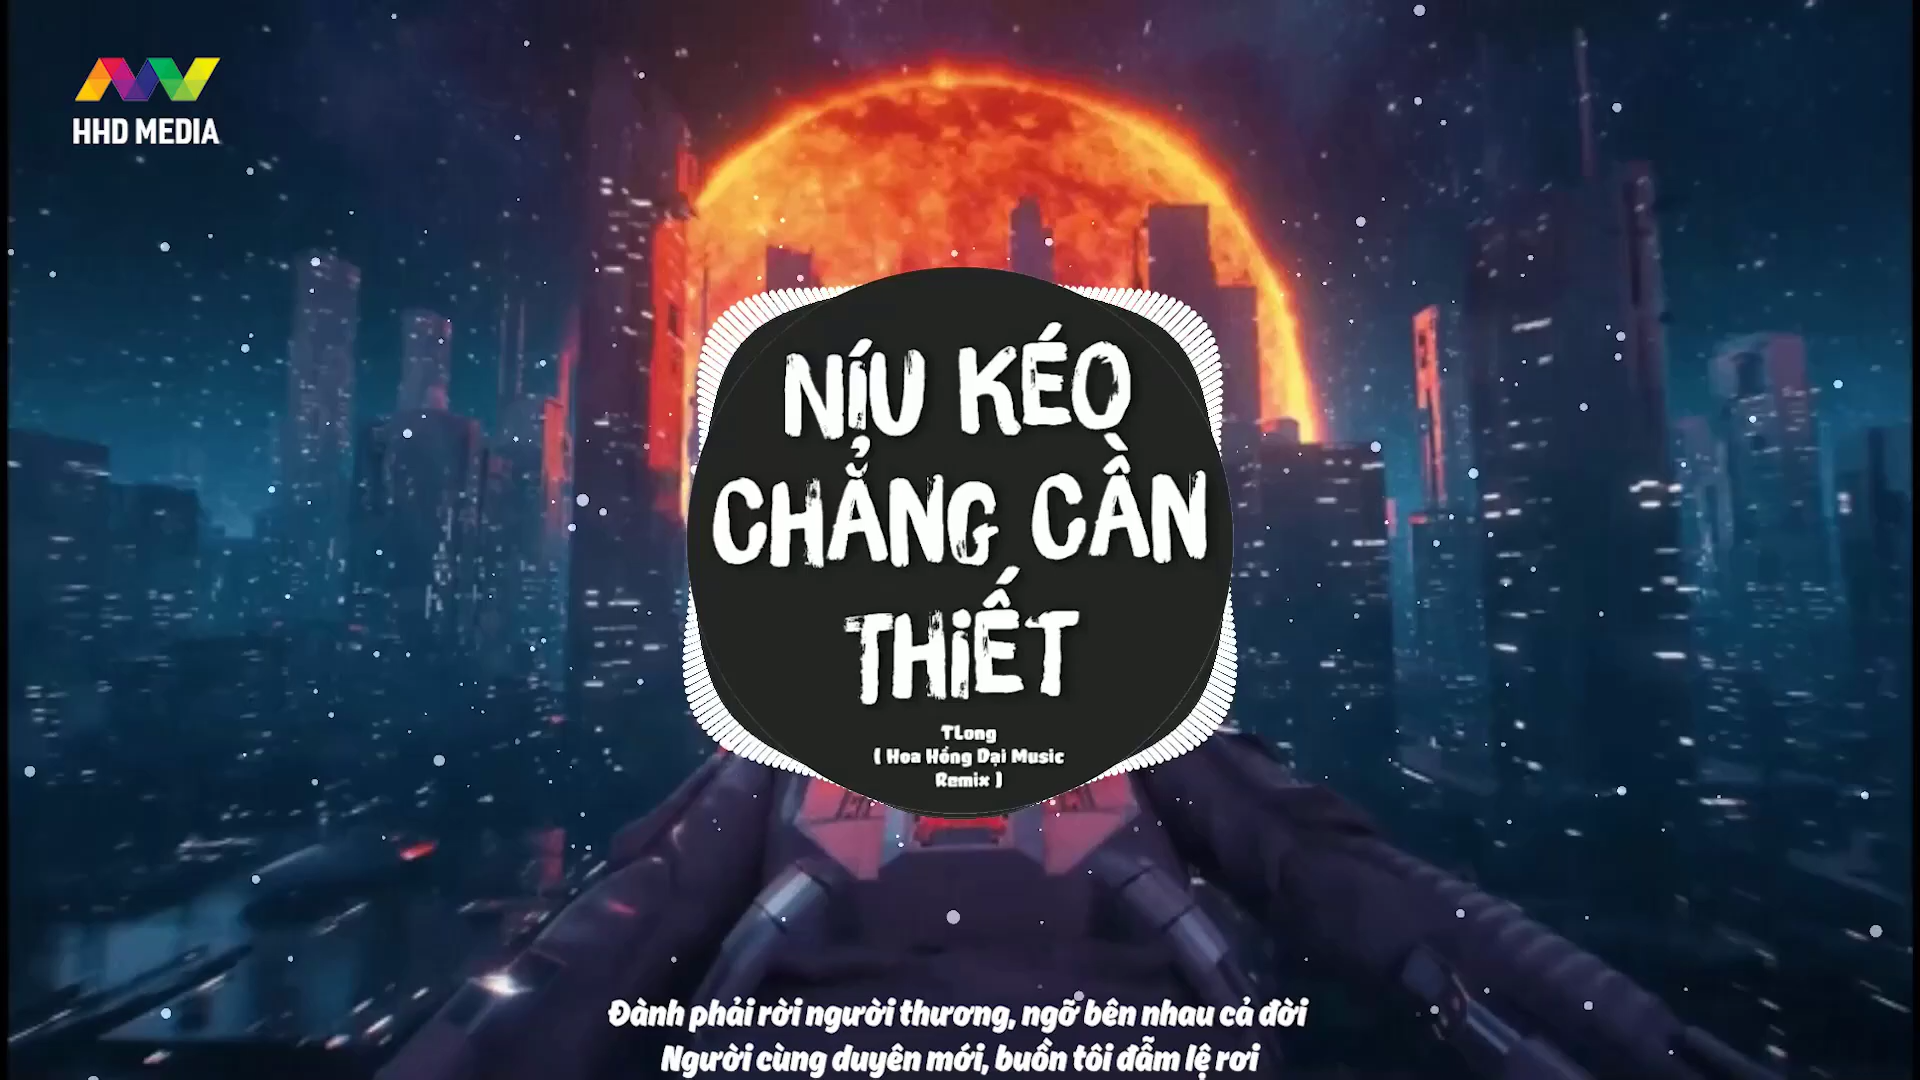 HHD MEDIA
NÍU KÉO
CHẲNG CẦN
THIẾT
TLong
( Hoa Hồng Dại Music
Remix )
Đành phải rời người thương, ngỡ bên nhau cả đời
Người cùng duyên mới, buồn tôi đẫm lệ rơi